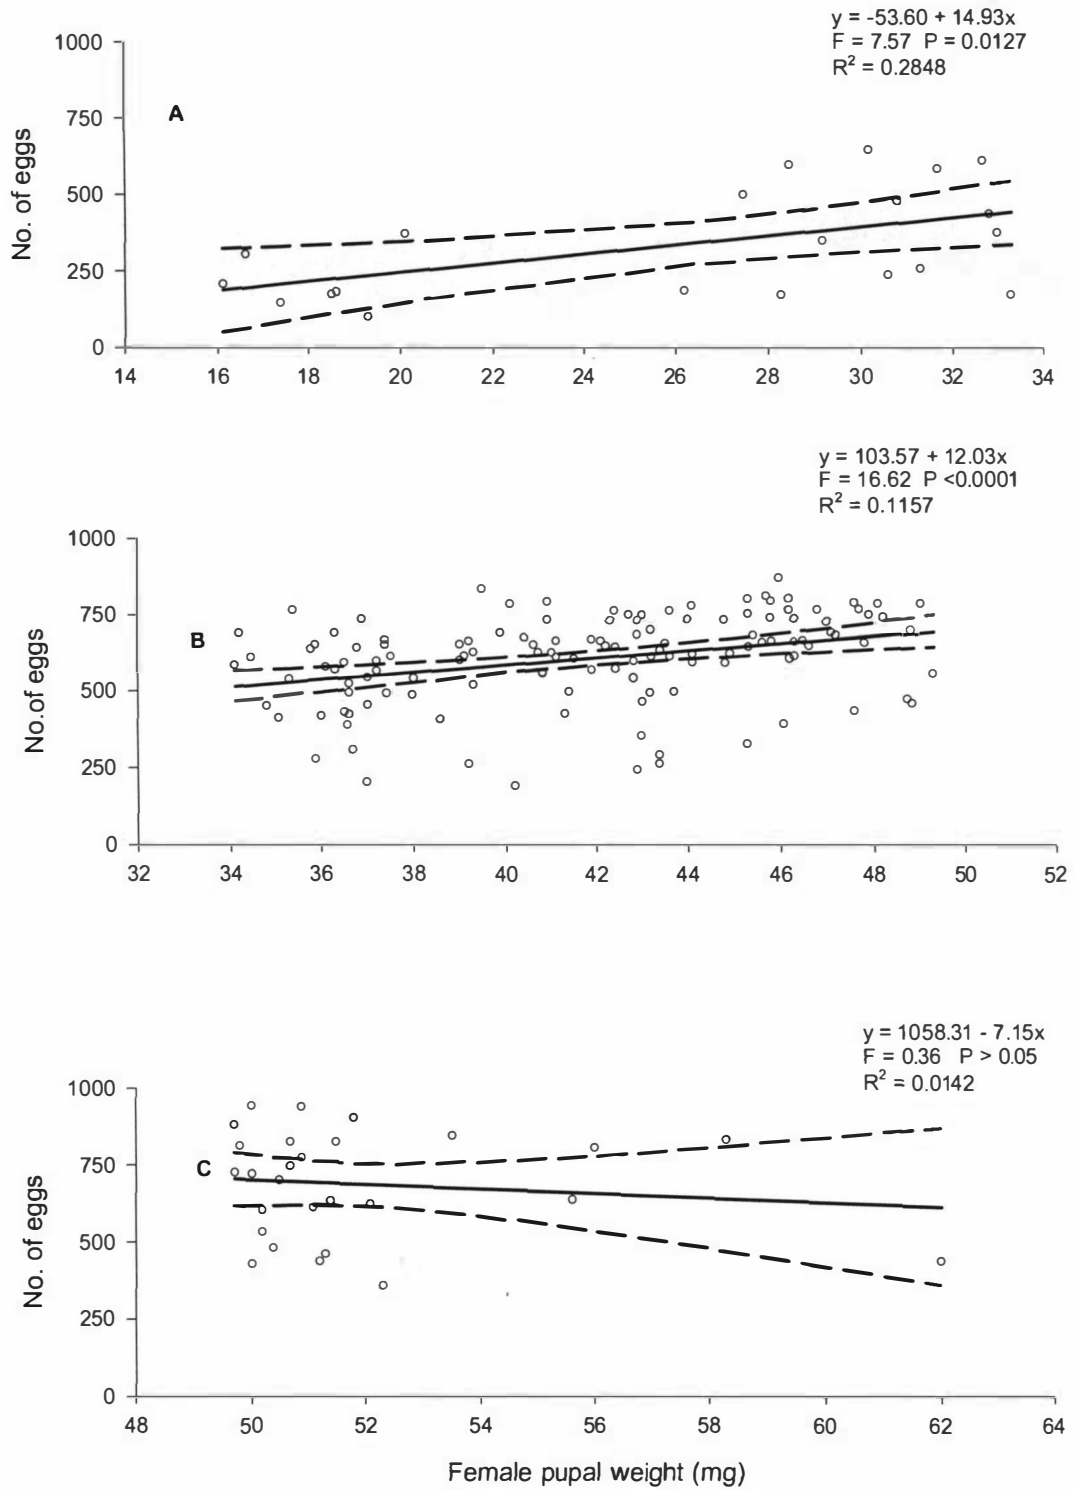 y = -53.60 + 14.93x
F = 7.57 P = 0.0127
R² = 0.2848
1000
750
500
250
0
No. of eggs
A
14 16 18 20 22 24 26 28 30 32 34
y = 103.57 + 12.03x
F = 16.62 P <0.0001
R² = 0.1157
1000
750
500
250
0
No.of eggs
B
32 34 36 38 40 42 44 46 48 50 52
y = 1058.31 - 7.15x
F = 0.36 P > 0.05
R² = 0.0142
1000
750
500
250
0
No. of eggs
C
48 50 52 54 56 58 60 62 64
Female pupal weight (mg)